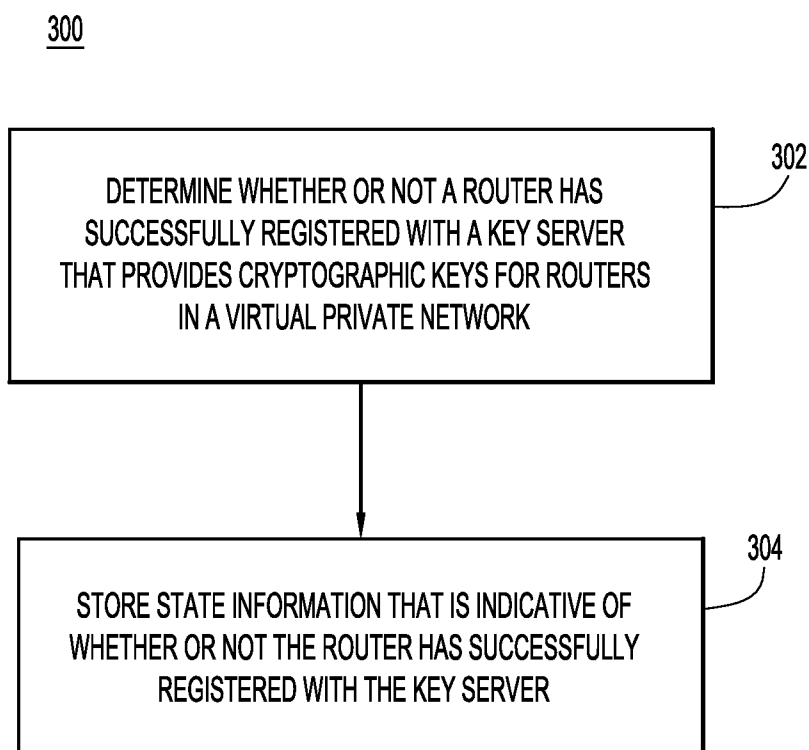 300
302
DETERMINE WHETHER OR NOT A ROUTER HAS
SUCCESSFULLY REGISTERED WITH A KEY SERVER
THAT PROVIDES CRYPTOGRAPHIC KEYS FOR ROUTERS
IN A VIRTUAL PRIVATE NETWORK
304
STORE STATE INFORMATION THAT IS INDICATIVE OF
WHETHER OR NOT THE ROUTER HAS SUCCESSFULLY
REGISTERED WITH THE KEY SERVER